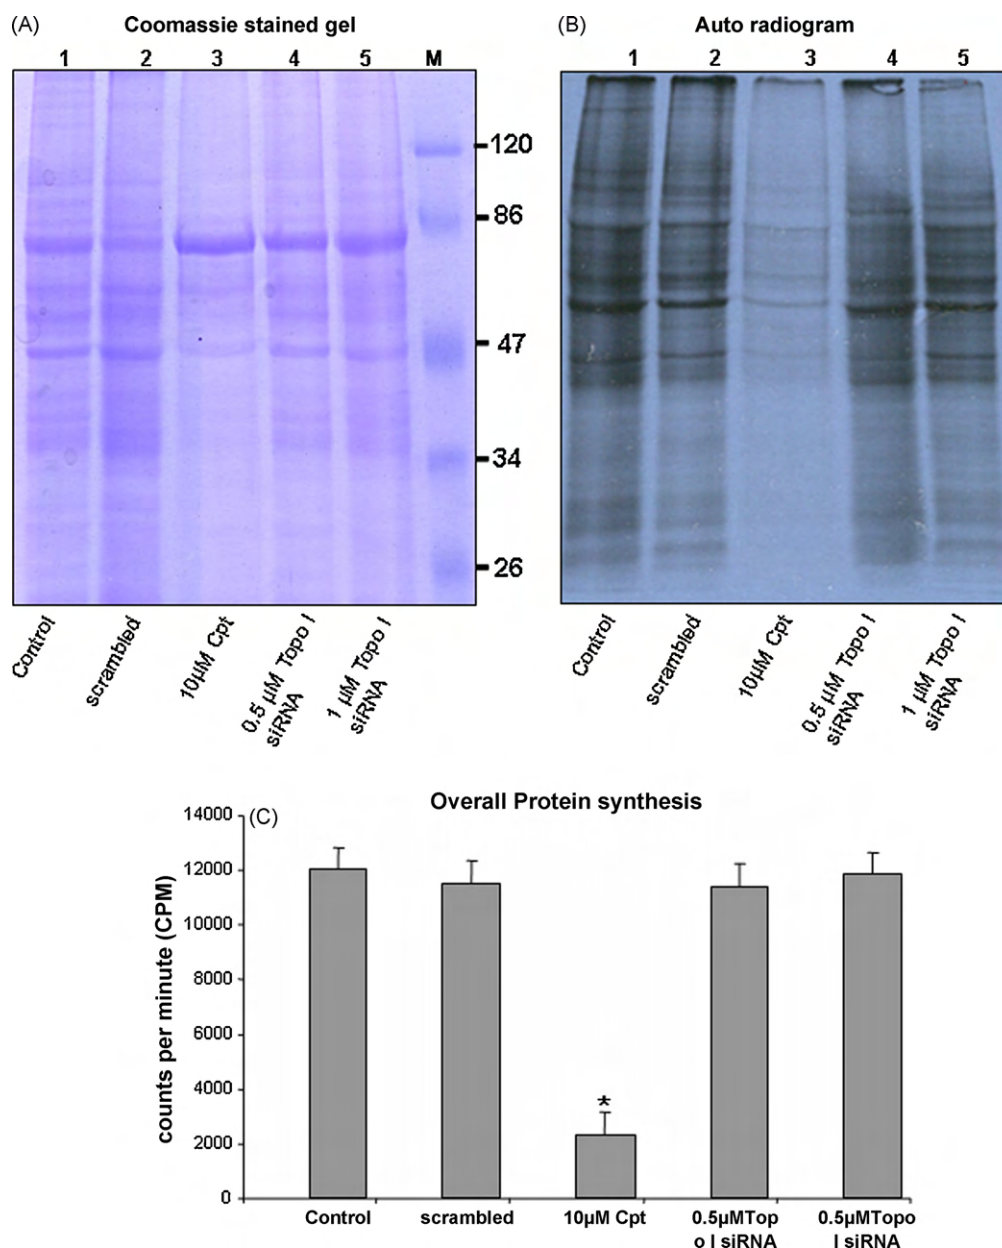 (A) Coomassie stained gel
1 2 3 4 5 M
120
86
47
34
26
Control
scrambled
10µM Cpt
0.5 µM Topo I
siRNA
1 µM Topo I
siRNA
(B) Auto radiogram
1 2 3 4 5
Control
scrambled
10µM Cpt
0.5 µM Topo I
siRNA
1 µM Topo I
siRNA
(C) Overall Protein synthesis
counts per minute (CPM)
14000
12000
10000
8000
6000
4000
2000
0
*
Control
scrambled
10µM Cpt
0.5µMTop
o I siRNA
0.5µMTopo
I siRNA